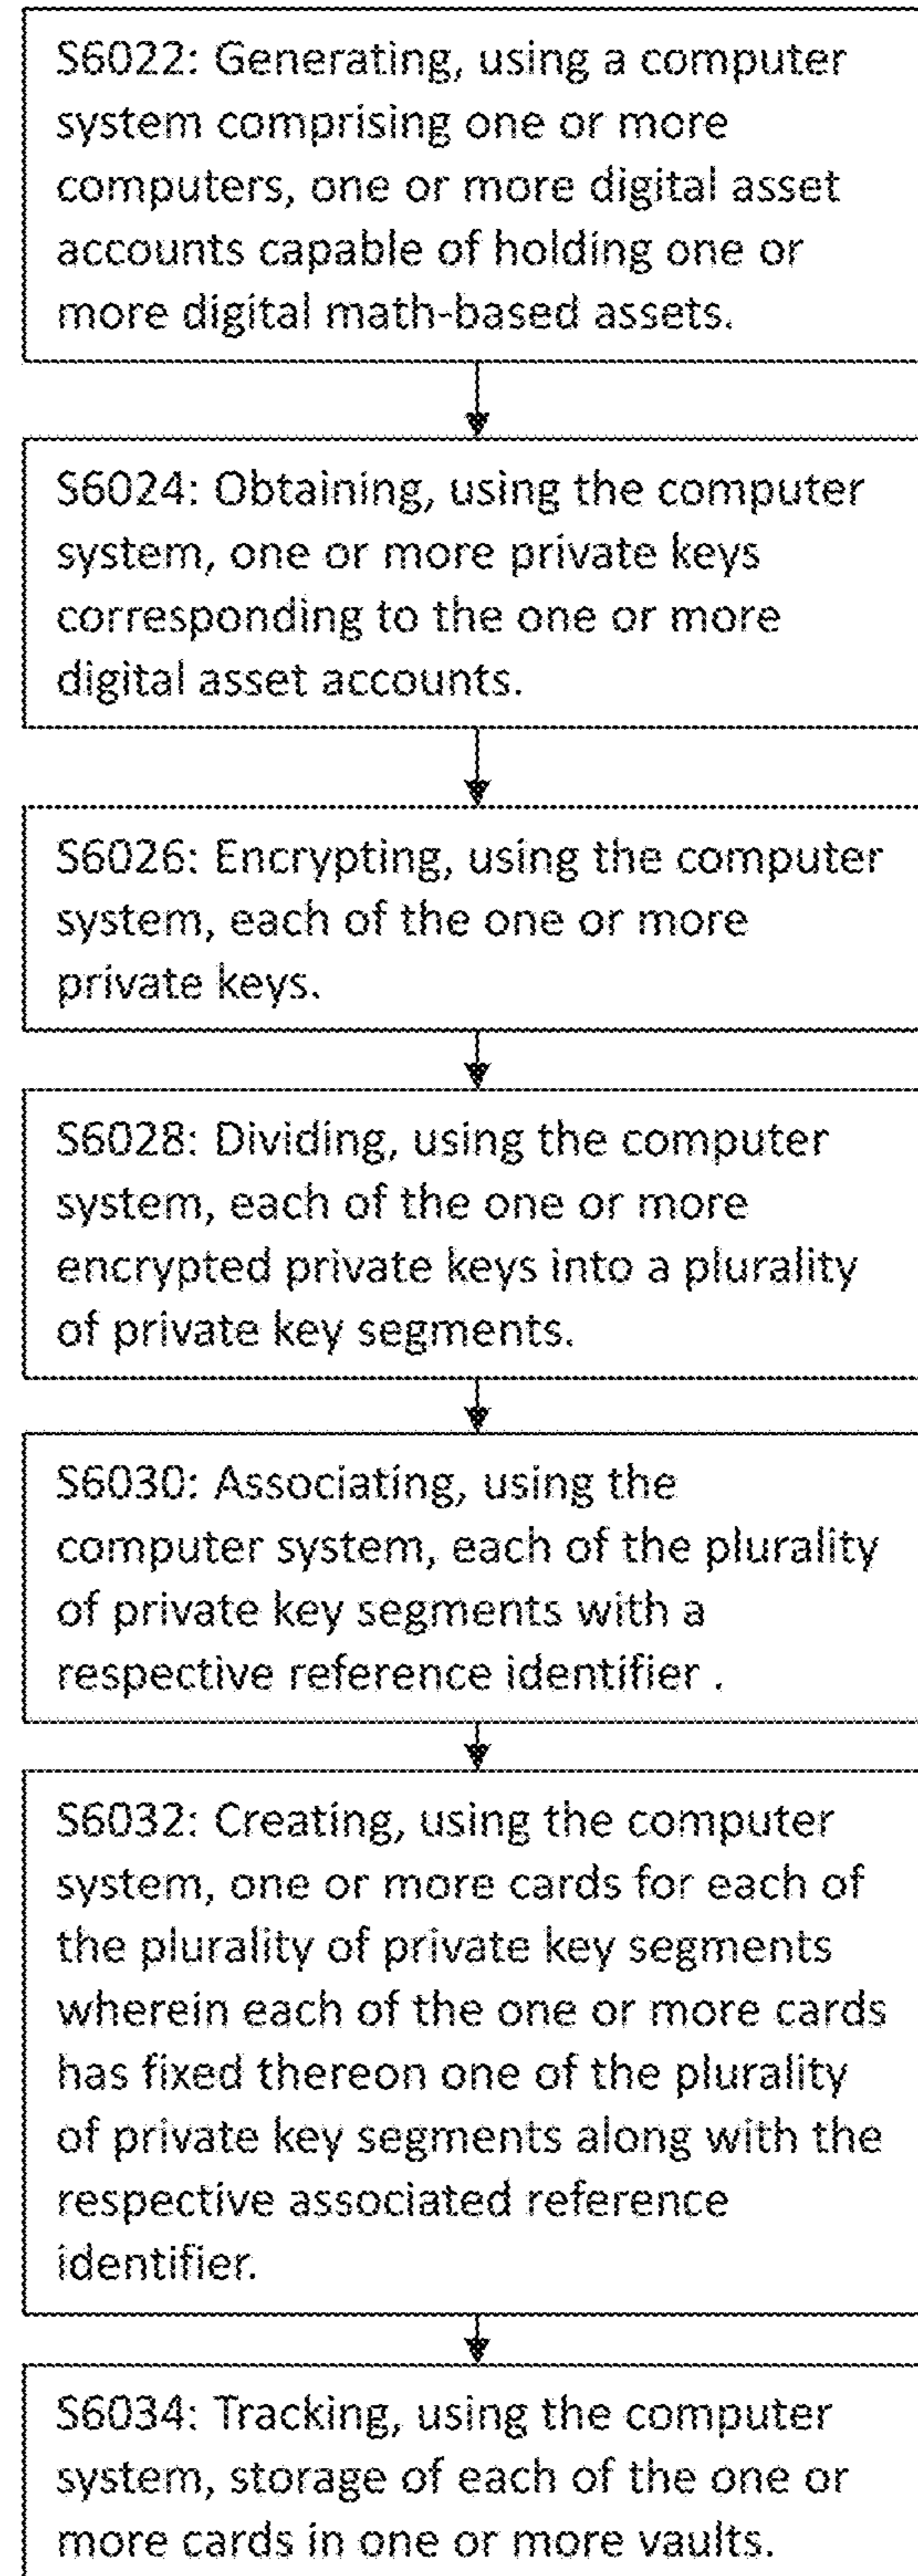 S6022: Generating, using a computer
system comprising one or more
computers, one or more digital asset
accounts capable of holding one or
more digital math-based assets.
S6024: Obtaining, using the computer
system, one or more private keys
corresponding to the one or more
digital asset accounts.
S6026: Encrypting, using the computer
system, each of the one or more
private keys.
S6028: Dividing, using the computer
system, each of the one or more
encrypted private keys into a plurality
of private key segments.
S6030: Associating, using the
computer system, each of the plurality
of private key segments with a
respective reference identifier .
S6032: Creating, using the computer
system, one or more cards for each of
the plurality of private key segments
wherein each of the one or more cards
has fixed thereon one of the plurality
of private key segments along with the
respective associated reference
identifier.
S6034: Tracking, using the computer
system, storage of each of the one or
more cards in one or more vaults.